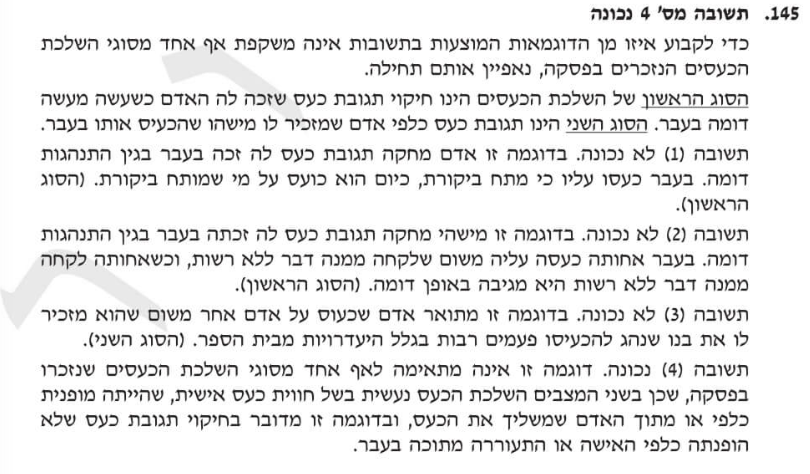 145. תשובה מס' 4 נכונה
כדי לקבוע איזו מן הדוגמאות המוצעות בתשובות אינה משקפת אף אחד מסוגי השלכת
הכעסים הנזכרים בפסקה, נאפיין אותם תחילה.
הסוג הראשון של השלכת הכעסים הינו חיקוי תגובת כעס שזכה לה האדם כשעשה מעשה
דומה בעבר. הסוג השני הינו תגובת כעס כלפי אדם שמזכיר לו מישהו שהכעיס אותו בעבר.
תשובה (1) לא נכונה. בדוגמה זו אדם מחקה תגובת כעס לה זכה בעבר בגין התנהגות
דומה. בעבר כעסו עליו כי מתח ביקורת, כיום הוא כועס על מי שמותח ביקורת. (הסוג
הראשון).
תשובה (2) לא נכונה. בדוגמה זו מישהי מחקה תגובת כעס לה זכתה בעבר בגין התנהגות
דומה. בעבר אחותה כעסה עליה משום שלקחה ממנה דבר ללא רשות, וכשאחותה לקחה
ממנה דבר ללא רשות היא מגיבה באופן דומה. (הסוג הראשון).
תשובה (3) לא נכונה. בדוגמה זו מתואר אדם שכעוס על אדם אחר משום שהוא מזכיר
לו את בנו שנהג להכעיסו פעמים רבות בגלל היעדרויות מבית הספר. (הסוג השני).
תשובה (4) נכונה. דוגמה זו אינה מתאימה לאף אחד מסוגי השלכת הכעסים שנזכרו
בפסקה, שכן בשני המצבים השלכת הכעס נעשית בשל חווית כעס אישית, שהייתה מופנית
כלפי או מתוך האדם שמשליך את הכעס, ובדוגמה זו מדובר בחיקוי תגובת כעס שלא
הופנתה כלפי האישה או התעוררה מתוכה בעבר.